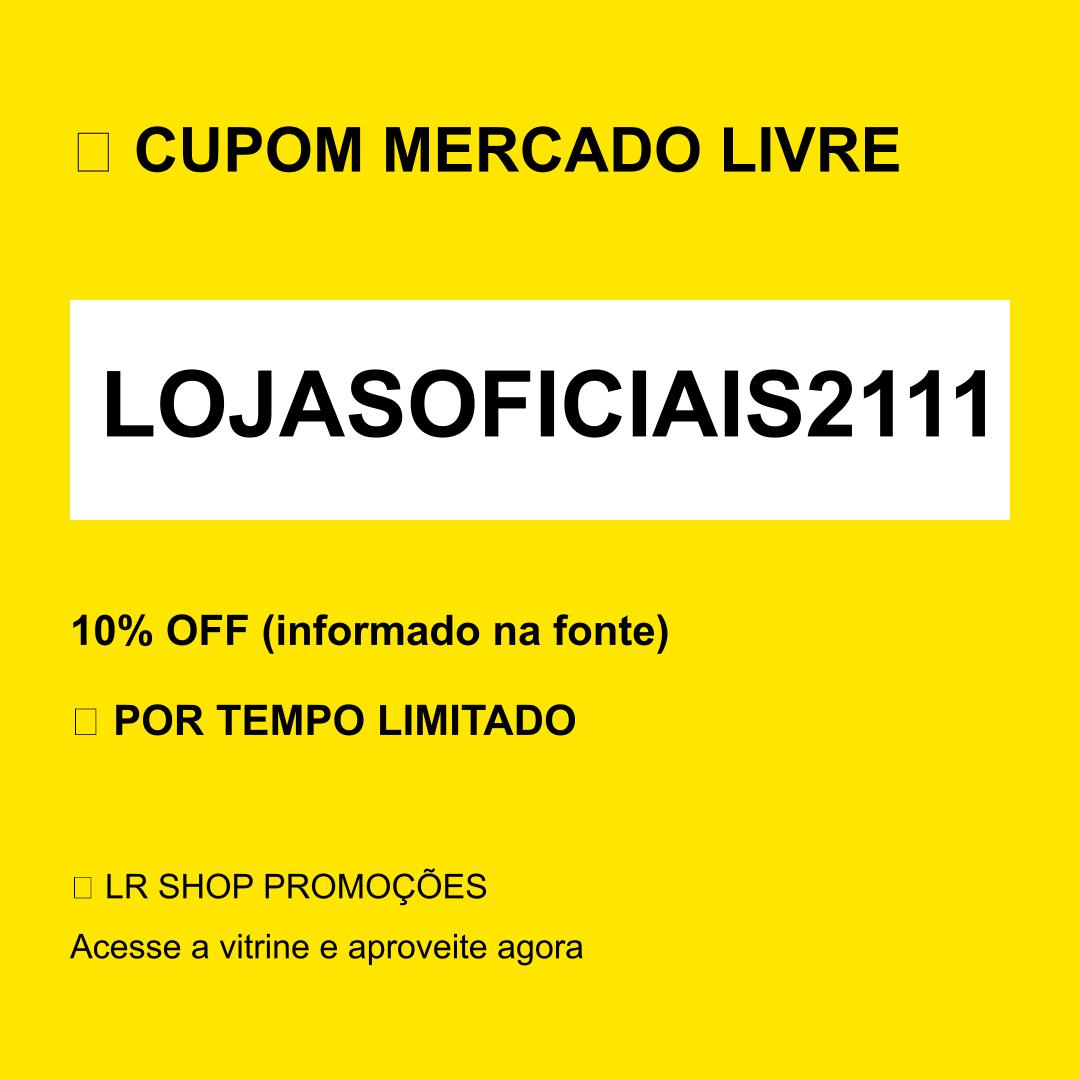 □ CUPOM MERCADO LIVRE
LOJASOFICIAIS2111
10% OFF (informado na fonte)
□ POR TEMPO LIMITADO
□ LR SHOP PROMOÇÕES
Acesse a vitrine e aproveite agora